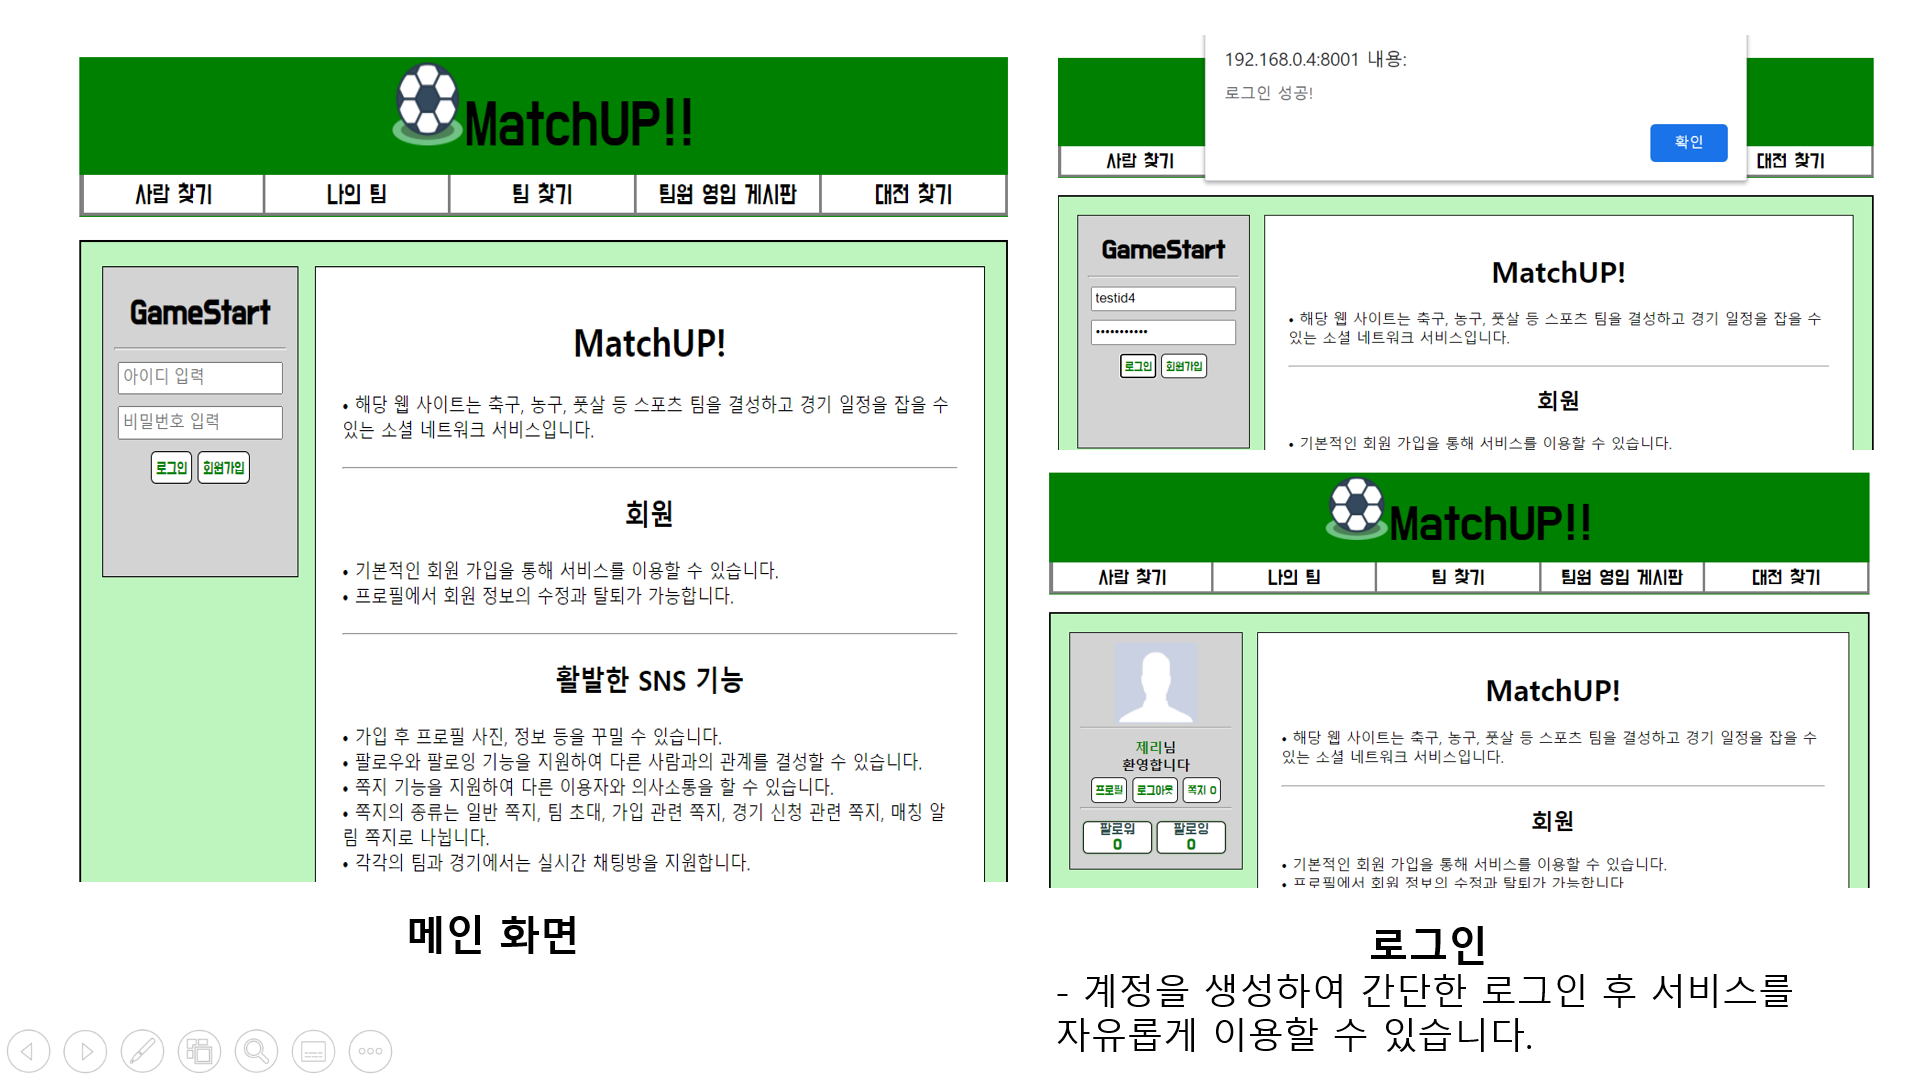 MatchUP!!
사람 찾기
나의 팀
팀 찾기
팀원 영입 게시판
대전 찾기
GameStart
아이디 입력
비밀번호 입력
로그인
회원가입
MatchUP!
• 해당 웹 사이트는 축구, 농구, 풋살 등 스포츠 팀을 결성하고 경기 일정을 잡을 수
있는 소셜 네트워크 서비스입니다.
회원
• 기본적인 회원 가입을 통해 서비스를 이용할 수 있습니다.
• 프로필에서 회원 정보의 수정과 탈퇴가 가능합니다.
활발한 SNS 기능
• 가입 후 프로필 사진, 정보 등을 꾸밀 수 있습니다.
• 팔로우와 팔로잉 기능을 지원하여 다른 사람과의 관계를 결성할 수 있습니다.
• 쪽지 기능을 지원하여 다른 이용자와 의사소통을 할 수 있습니다.
• 쪽지의 종류는 일반 쪽지, 팀 초대, 가입 관련 쪽지, 경기 신청 관련 쪽지, 매칭 알
림 쪽지로 나뉩니다.
• 각각의 팀과 경기에서는 실시간 채팅방을 지원합니다.
메인 화면
192.168.0.4:8001 내용:
로그인 성공!
확인
사람 찾기
대전 찾기
GameStart
testid4
•••••••••••
로그인
회원가입
MatchUP!
• 해당 웹 사이트는 축구, 농구, 풋살 등 스포츠 팀을 결성하고 경기 일정을 잡을 수
있는 소셜 네트워크 서비스입니다.
회원
• 기본적인 회원 가입을 통해 서비스를 이용할 수 있습니다.
MatchUP!!
사람 찾기
나의 팀
팀 찾기
팀원 영입 게시판
대전 찾기
제리님
환영합니다
프로필
로그아웃
쪽지 0
팔로워
0
팔로잉
0
MatchUP!
• 해당 웹 사이트는 축구, 농구, 풋살 등 스포츠 팀을 결성하고 경기 일정을 잡을 수
있는 소셜 네트워크 서비스입니다.
회원
• 기본적인 회원 가입을 통해 서비스를 이용할 수 있습니다.
• 프로필에서 회원 정보의 수정과 탈퇴가 가능합니다
로그인
- 계정을 생성하여 간단한 로그인 후 서비스를
자유롭게 이용할 수 있습니다.